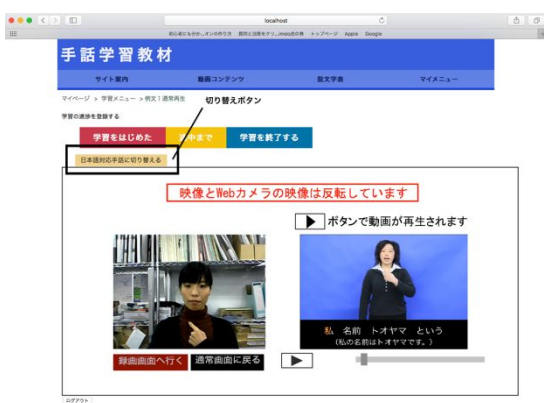 localhost
手話学習教材
サイト案内
動画コンテンツ
マイメニュー
マイページ > 学習メニュー > 例文1通常再生
切り替えボタン
学習の進捗を登録する
学習をはじめた
中まで
学習を終了する
日本語対応手話に切り替える
映像とWebカメラの映像は反転しています
▶ ボタンで動画が再生されます
私 名前 トオヤマ という
(私の名前はトオヤマです。)
録画画面へ行く
通常画面に戻る
ログアウト